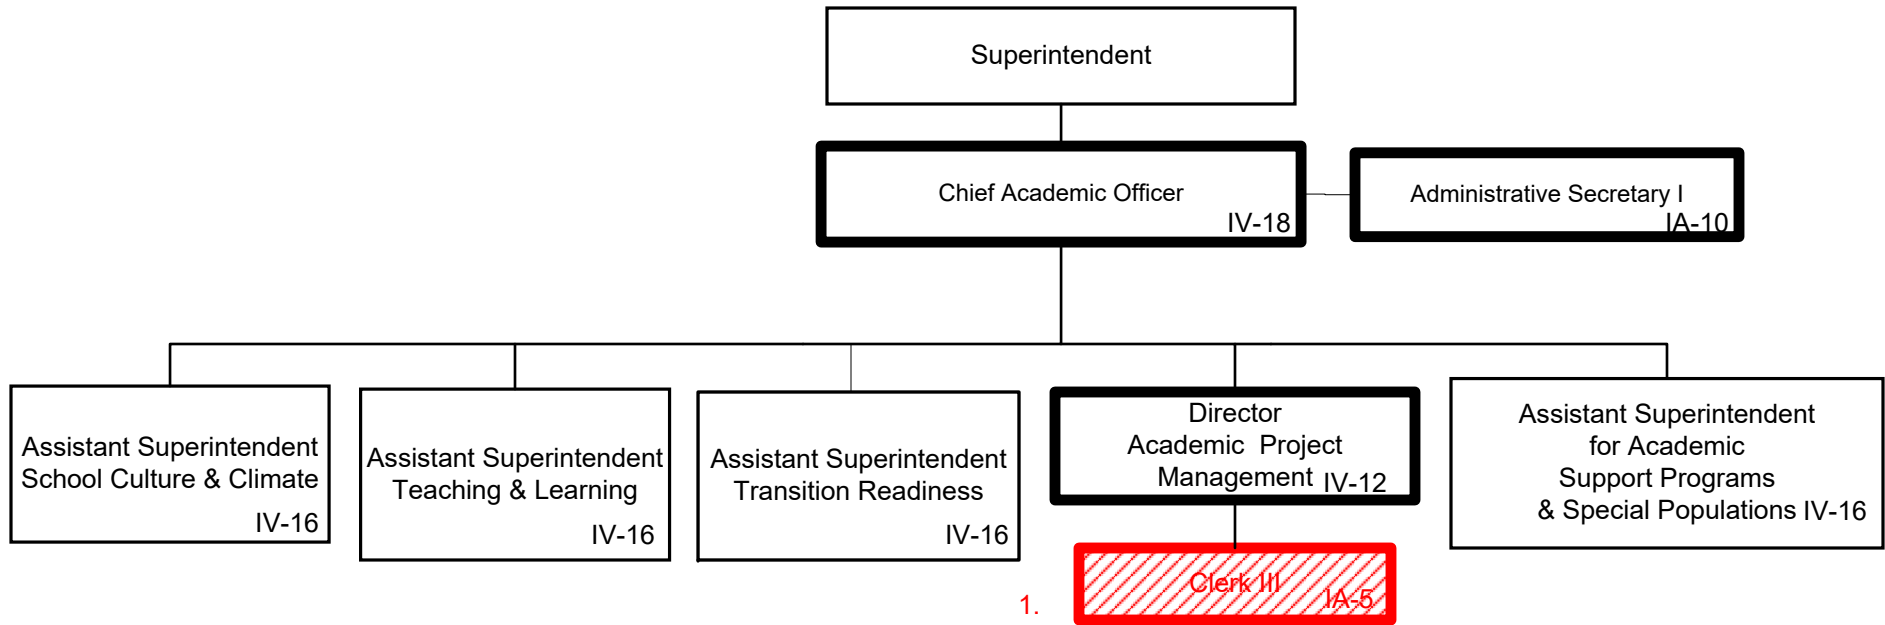 Superintendent
Chief Academic Officer
IV-18
Administrative Secretary I
IA-10
Assistant Superintendent
School Culture & Climate
IV-16
Assistant Superintendent
Teaching & Learning
IV-16
Assistant Superintendent
Transition Readiness
IV-16
Director
Academic Project
Management IV-12
Assistant Superintendent
for Academic
Support Programs
& Special Populations IV-16
1.
Clerk III
IA-5